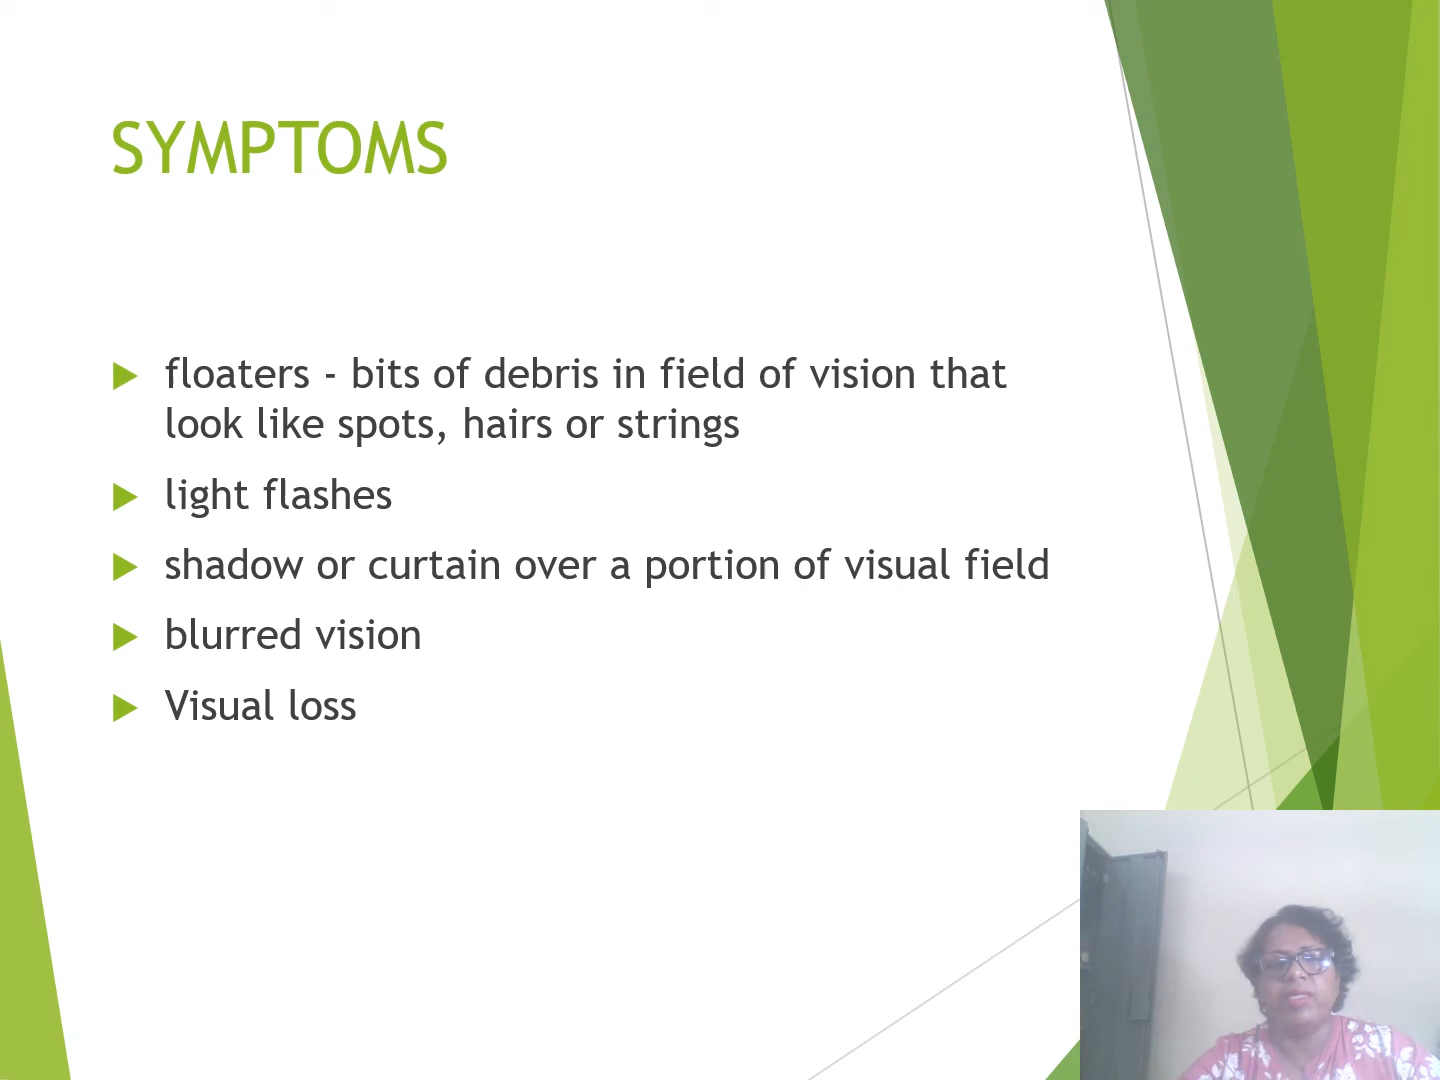 SYMPTOMS
floaters - bits of debris in field of vision that
look like spots, hairs or strings
light flashes
shadow or curtain over a portion of visual field
blurred vision
Visual loss